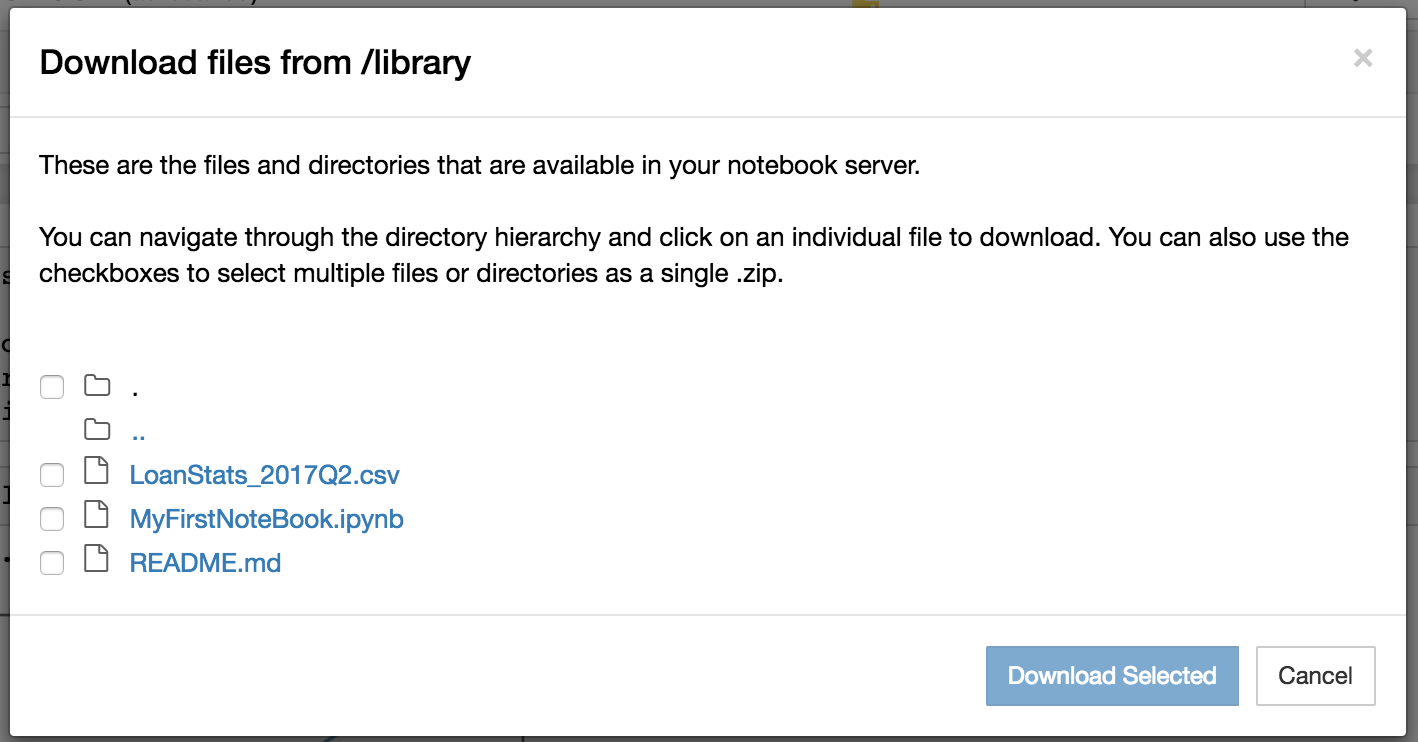 Download files from /library
×
These are the files and directories that are available in your notebook server.
You can navigate through the directory hierarchy and click on an individual file to download. You can also use the
checkboxes to select multiple files or directories as a single .zip.
.
..
LoanStats_2017Q2.csv
MyFirstNoteBook.ipynb
README.md
Download Selected
Cancel